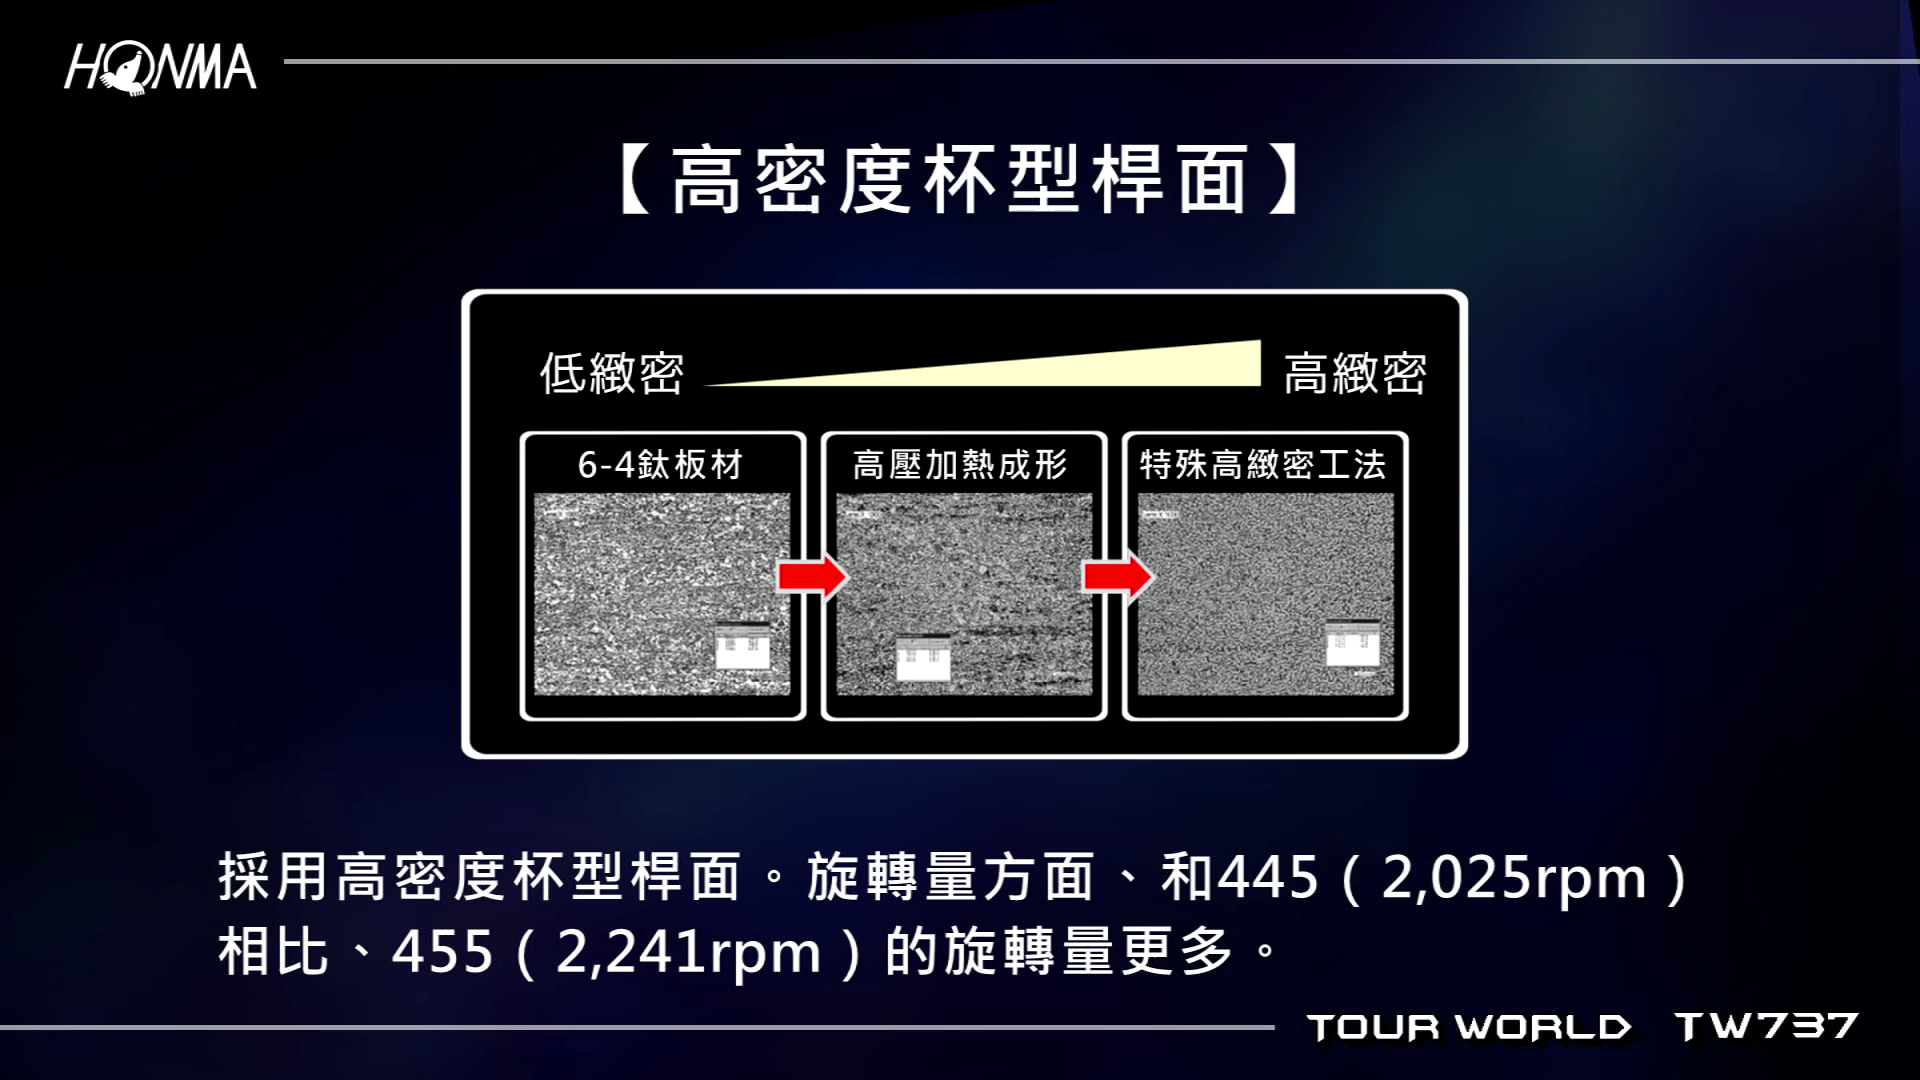 HONMA
【高密度杯型桿面】
低緻密 高緻密
6-4鈦板材 高壓加熱成形 特殊高緻密工法
採用高密度杯型桿面。旋轉量方面、和445（2,025rpm）
相比、455（2,241rpm）的旋轉量更多。
TOUR WORLD TW737